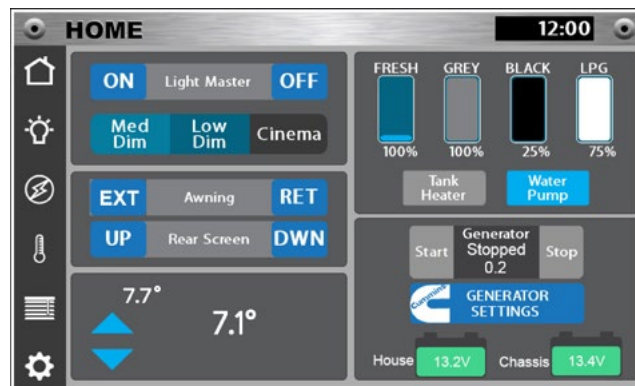 HOME
12:00
ON Light Master OFF
Med Dim Low Dim Cinema
EXT Awning RET
UP Rear Screen DWN
7.7°
7.1°
FRESH GREY BLACK LPG
100% 100% 25% 75%
Tank Heater
Water Pump
Generator
Start Stopped Stop
0.2
Cummins
GENERATOR
SETTINGS
House 13.2V Chassis 13.4V